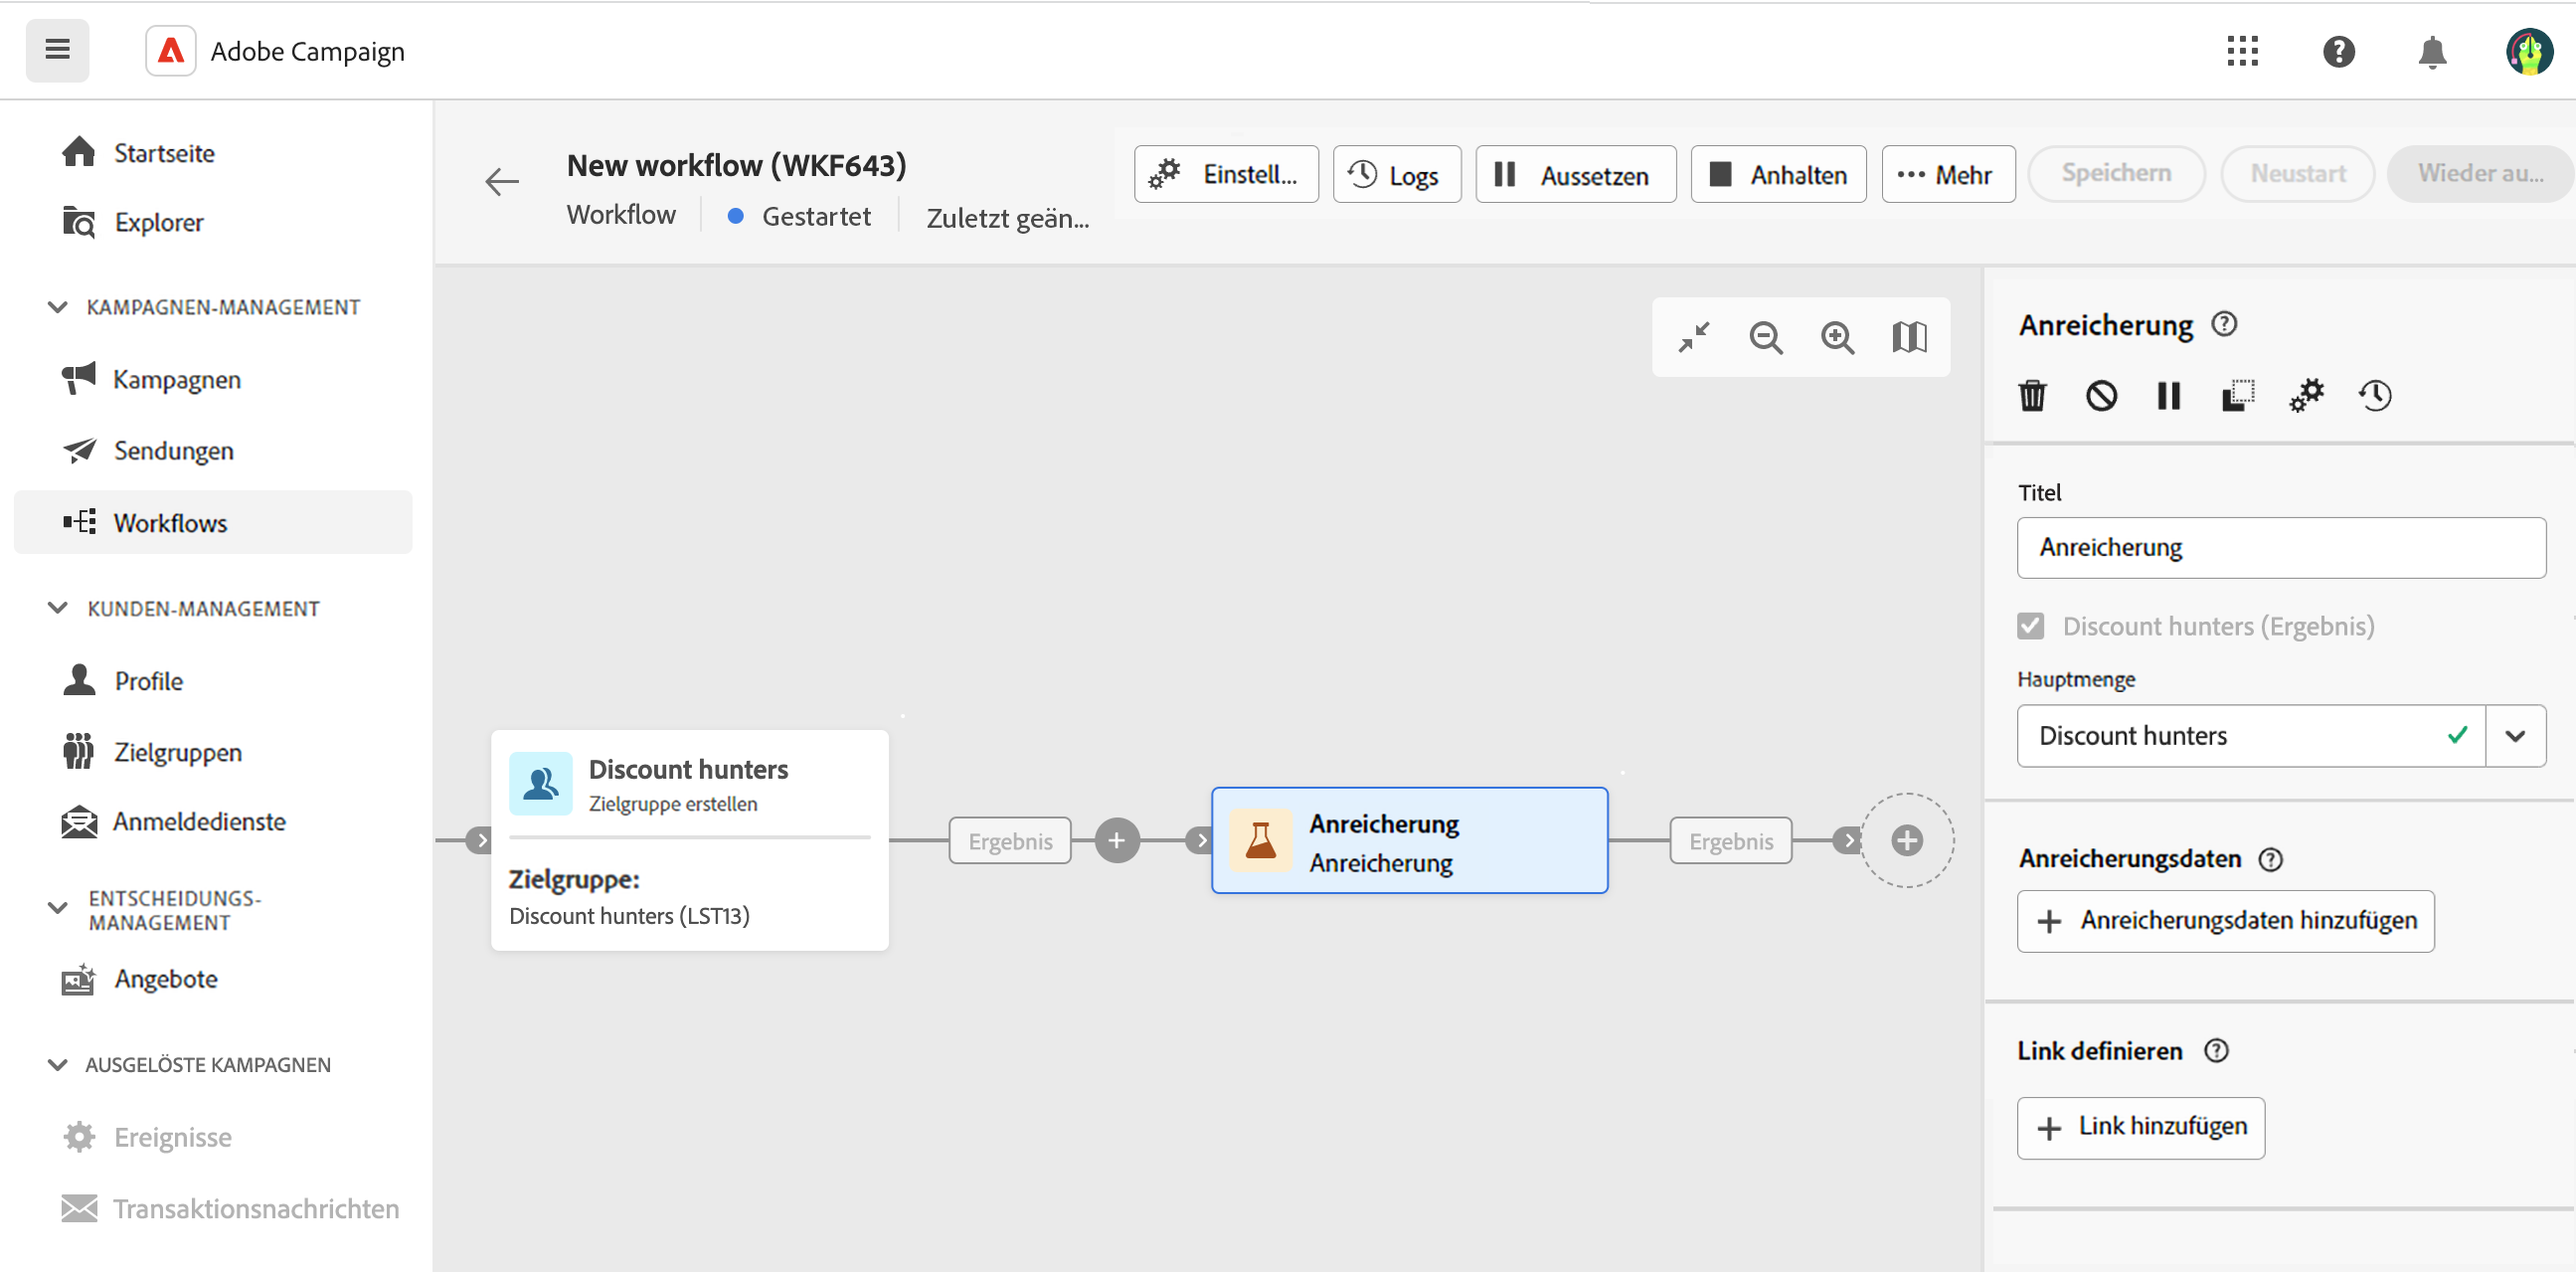 Adobe Campaign
Startseite
Explorer
KAMPAGNEN-MANAGEMENT
Kampagnen
Sendungen
Workflows
KUNDEN-MANAGEMENT
Profile
Zielgruppen
Anmeldedienste
ENTSCHEIDUNGS-
MANAGEMENT
Angebote
AUSGELÖSTE KAMPAGNEN
Ereignisse
Transaktionsnachrichten
New workflow (WKF643)
Workflow
Gestartet
Zuletzt geän...
Einstell...
Logs
Aussetzen
Anhalten
Mehr
Speichern
Neustart
Wieder au...
Discount hunters
Zielgruppe erstellen
Zielgruppe:
Discount hunters (LST13)
Ergebnis
Anreicherung
Anreicherung
Ergebnis
Anreicherung
Titel
Anreicherung
Discount hunters (Ergebnis)
Hauptmenge
Discount hunters
Anreicherungsdaten
Anreicherungsdaten hinzufügen
Link definieren
Link hinzufügen